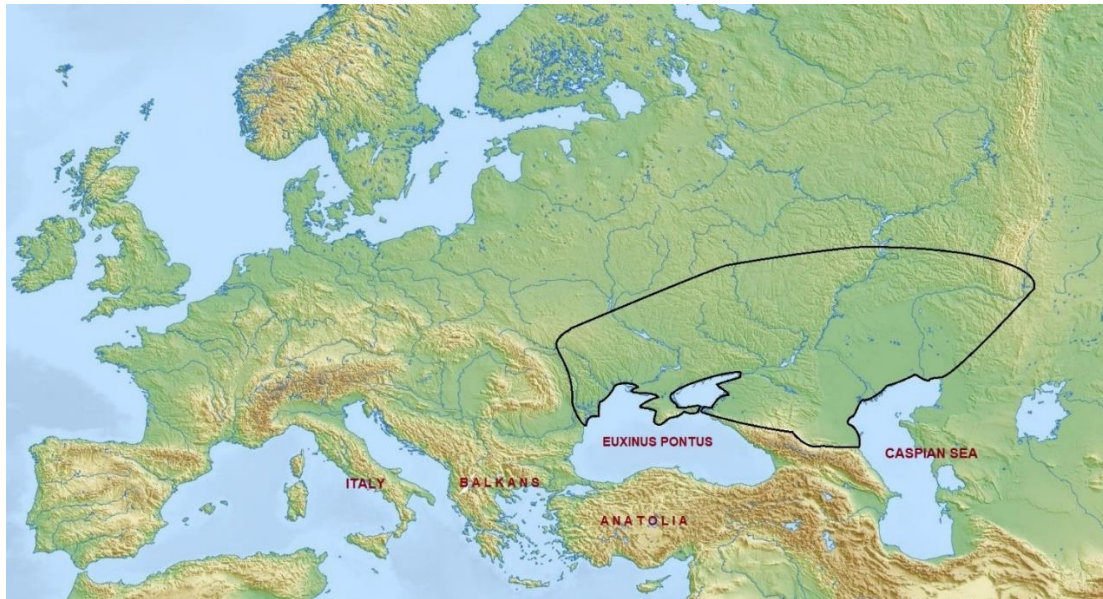 EUXINUS PONTUS
CASPIAN SEA
ITALY
BALKANS
ANATOLIA